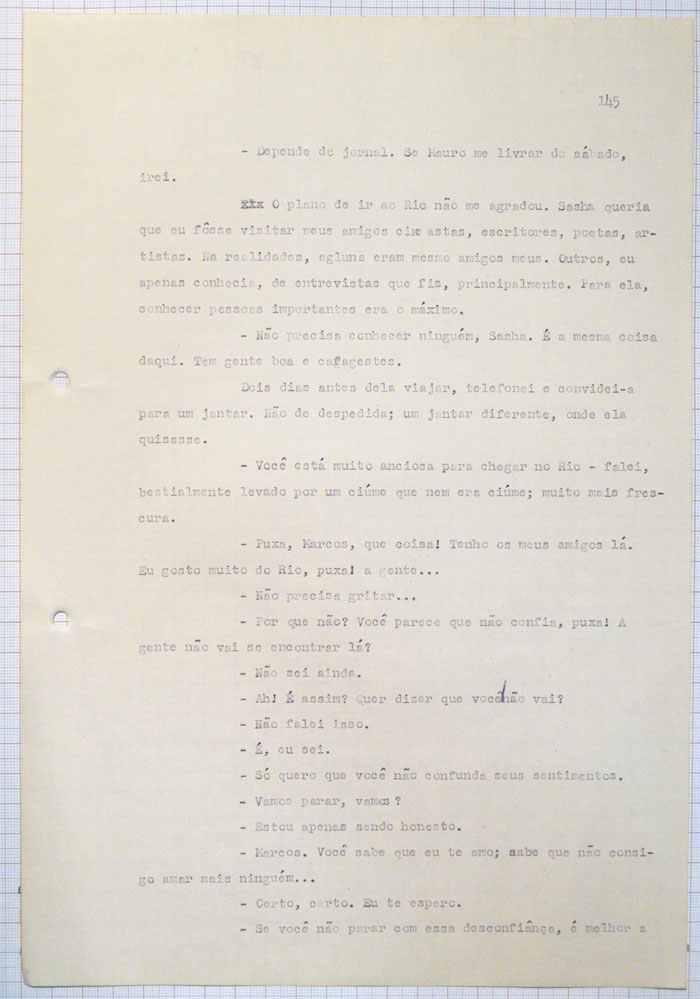 145
- Depende do jornal. Se Mauro me livrar do sábado,
irei.
O plano de ir ao Rio não me agradou. Sasha queria
que eu fôsse visitar meus amigos cineastas, escritores, poetas, ar-
tistas. Na realidades, agluns eram mesmo amigos meus. Outros, eu
apenas conhecia, de entrevistas que fiz, principalmente. Para ela,
conhecer pessoas importantes era o máximo.
- Não precisa conhecer ninguém, Sasha. É a mesma coisa
daqui. Tem gente boa e cafagestes.
Dois dias antes dela viajar, telefonei e convidei-a
para um jantar. Não de despedida; um jantar diferente, onde ela
quisesse.
- Você está muito anciosa para chegar no Rio - falei,
bestialmente levado por um ciúme que nem era ciúme; muito mais fres-
cura.
- Puxa, Marcos, que coisa! Tenho os meus amigos lá.
Eu gosto muito do Rio, puxa! a gente...
- Não precisa gritar...
- Por que não? Você parece que não confia, puxa! A
gente não vai se encontrar lá?
- Não sei ainda.
- Ah! É assim? Quer dizer que você não vai?
- Não falei isso.
- É, eu sei.
- Só quero que você não confunda seus sentimentos.
- Vamos parar, vamos?
- Estou apenas sendo honesto.
- Marcos. Você sabe que eu te amo; sabe que não consi-
go amar mais ninguém...
- Certo, certo. Eu te espero.
- Se você não parar com essa desconfiânça, é melhor a